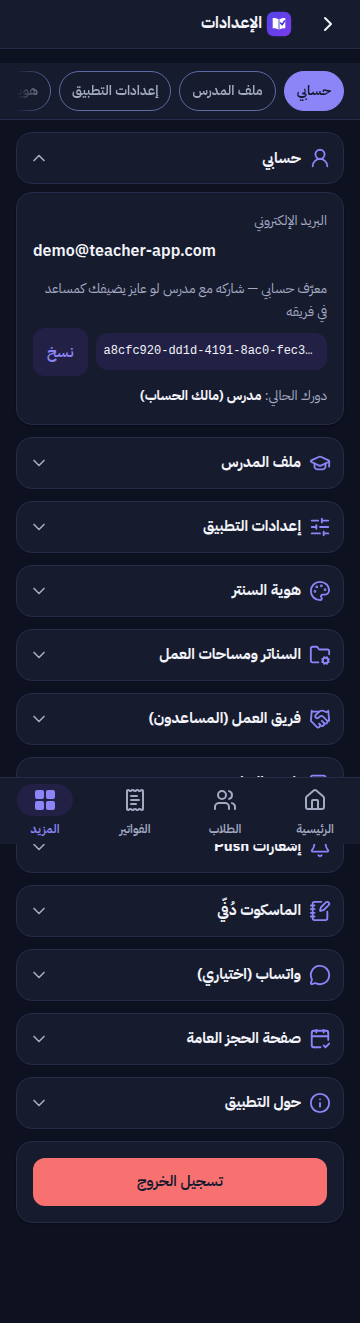 الإعدادات
حسابي
ملف المدرس
إعدادات التطبيق
حسابي
البريد الإلكتروني
demo@teacher-app.com
معرّف حسابي — شاركه مع مدرس لو عايز يضيفك كمساعد
في فريقه
a8cfc920-dd1d-4191-8ac0-fec3…
نسخ
دورك الحالي: مدرس (مالك الحساب)
ملف المدرس
إعدادات التطبيق
هوية السنتر
السناتر ومساحات العمل
فريق العمل (المساعدون)
الرئيسية
الطلاب
الفواتير
المزيد
إشعارات Push
الماسكوت دُقّي
واتساب (اختياري)
صفحة الحجز العامة
حول التطبيق
تسجيل الخروج